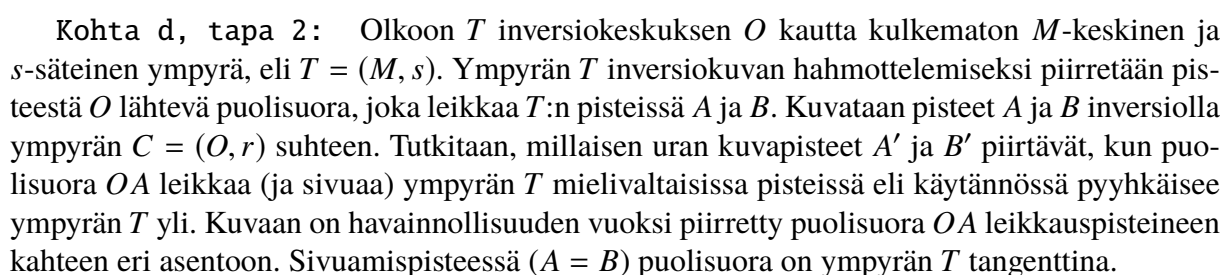 Kohta d, tapa 2: Olkoon T inversiokeskuksen O kautta kulkematon M-keskinen ja
s-säteinen ympyrä, eli T = (M, s). Ympyrän T inversiokuvan hahmottelemiseksi piirretään pis-
teestä O lähtevä puolisuora, joka leikkaa T:n pisteissä A ja B. Kuvataan pisteet A ja B inversiolla
ympyrän C = (O, r) suhteen. Tutkitaan, millaisen uran kuvapisteet A′ ja B′ piirtävät, kun puo-
lisuora OA leikkaa (ja sivuaa) ympyrän T mielivaltaisissa pisteissä eli käytännössä pyyhkäisee
ympyrän T yli. Kuvaan on havainnollisuuden vuoksi piirretty puolisuora OA leikkauspisteineen
kahteen eri asentoon. Sivuamispisteessä (A = B) puolisuora on ympyrän T tangenttina.